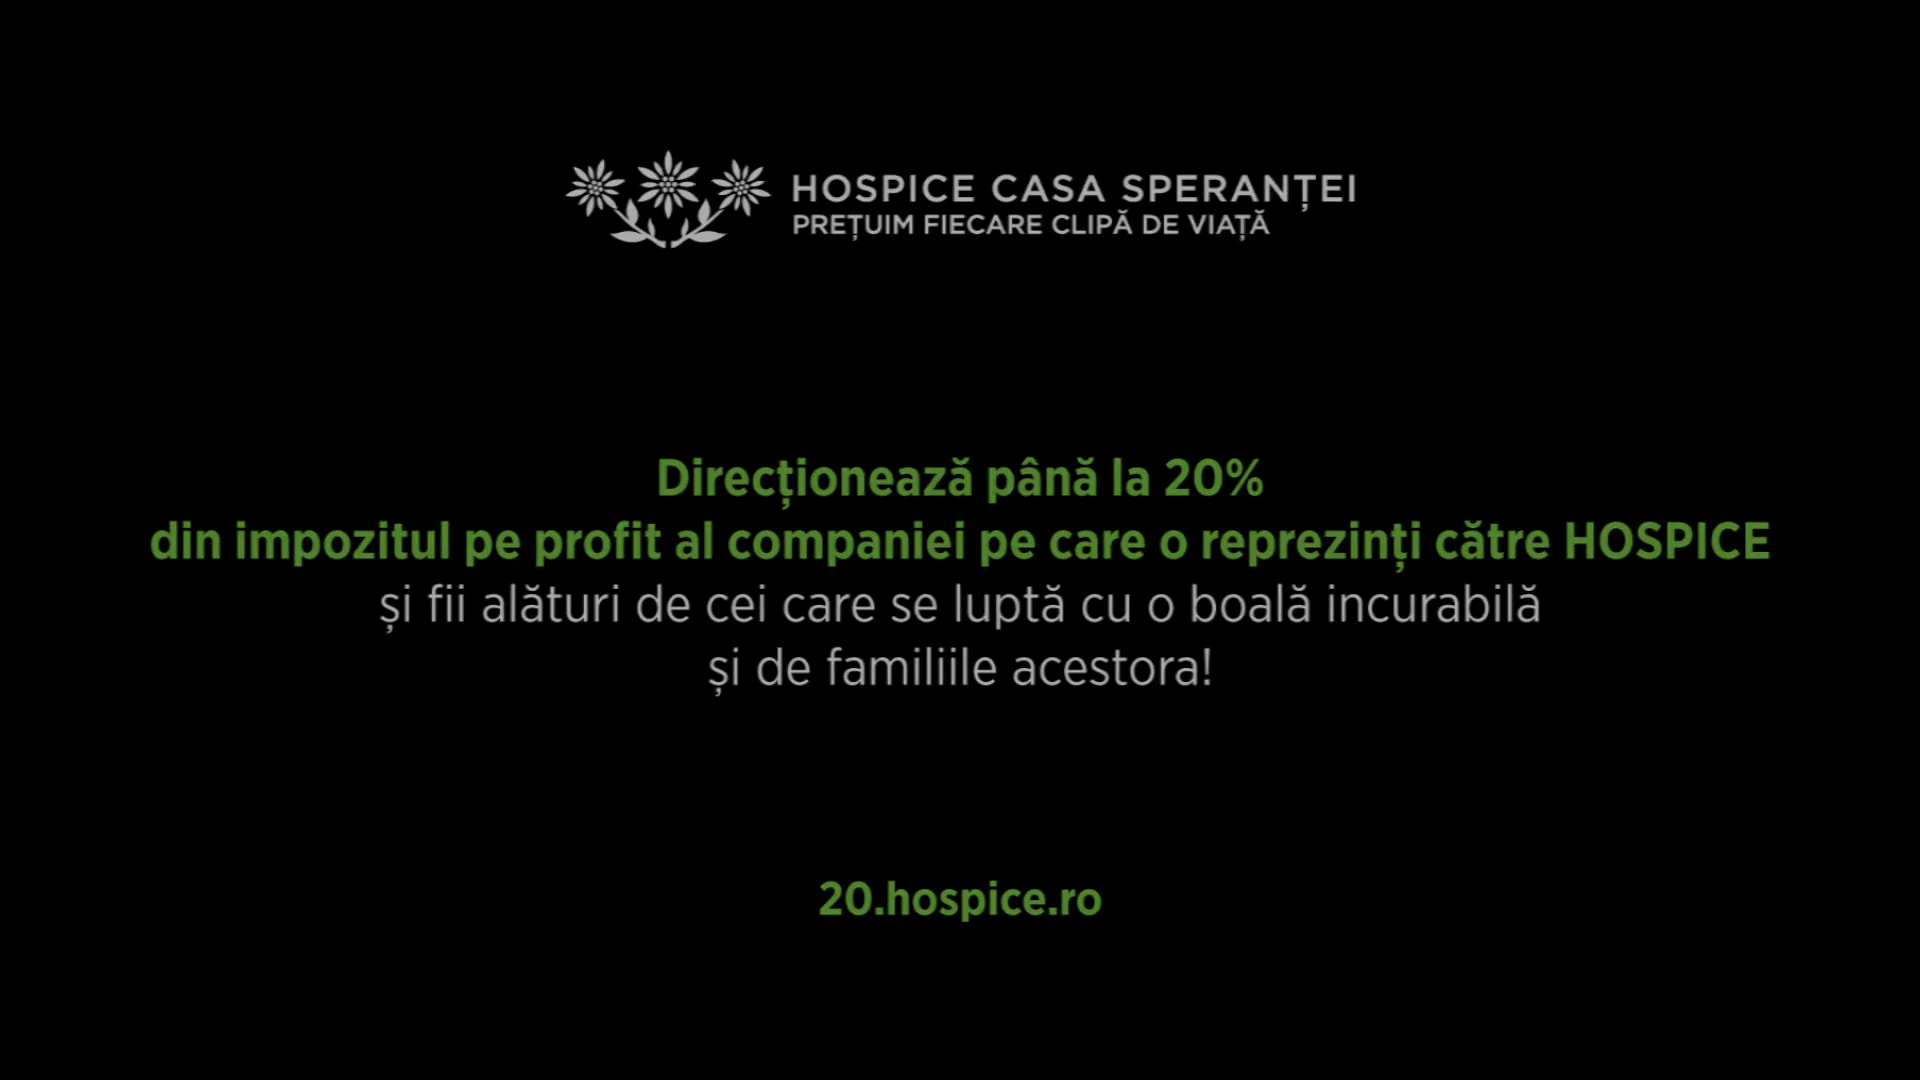 HOSPICE CASA SPERANȚEI
PREȚUIM FIECARE CLIPĂ DE VIAȚĂ
Direcționează până la 20%
din impozitul pe profit al companiei pe care o reprezinți către HOSPICE
și fii alături de cei care se luptă cu o boală incurabilă
și de familiile acestora!
20.hospice.ro